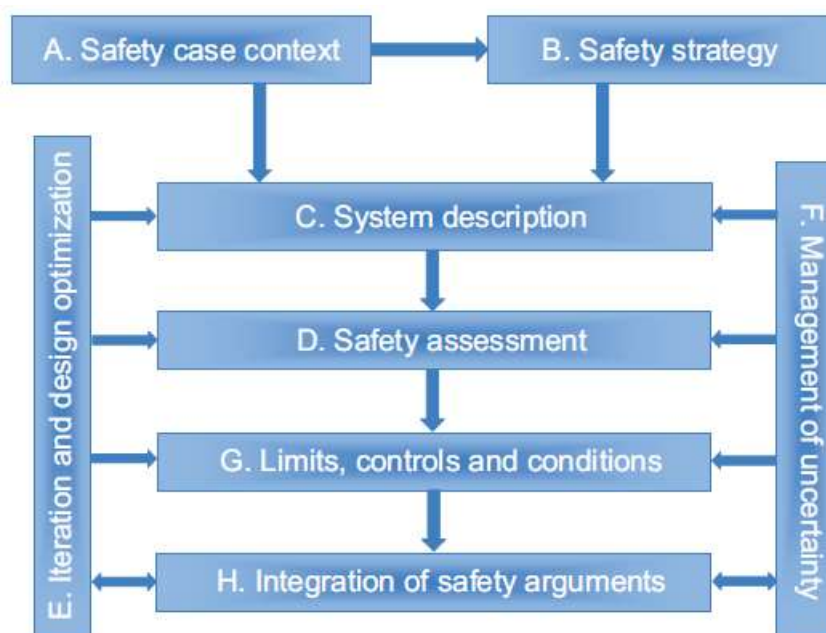 A. Safety case context
B. Safety strategy
C. System description
D. Safety assessment
G. Limits, controls and conditions
H. Integration of safety arguments
E. Iteration and design optimization
F. Management of uncertainty